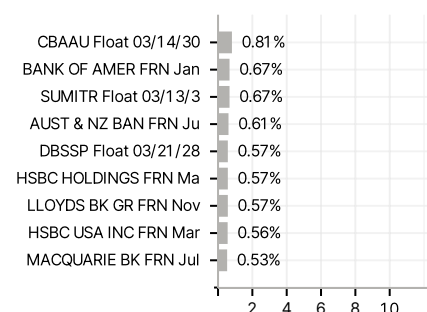 CBAAU Float 03/14/30 0.81%
BANK OF AMER FRN Jan 0.67%
SUMITR Float 03/13/3 0.67%
AUST & NZ BAN FRN Ju 0.61%
DBSSP Float 03/21/28 0.57%
HSBC HOLDINGS FRN Ma 0.57%
LLOYDS BK GR FRN Nov 0.57%
HSBC USA INC FRN Mar 0.56%
MACQUARIE BK FRN Jul 0.53%
2 4 6 8 10